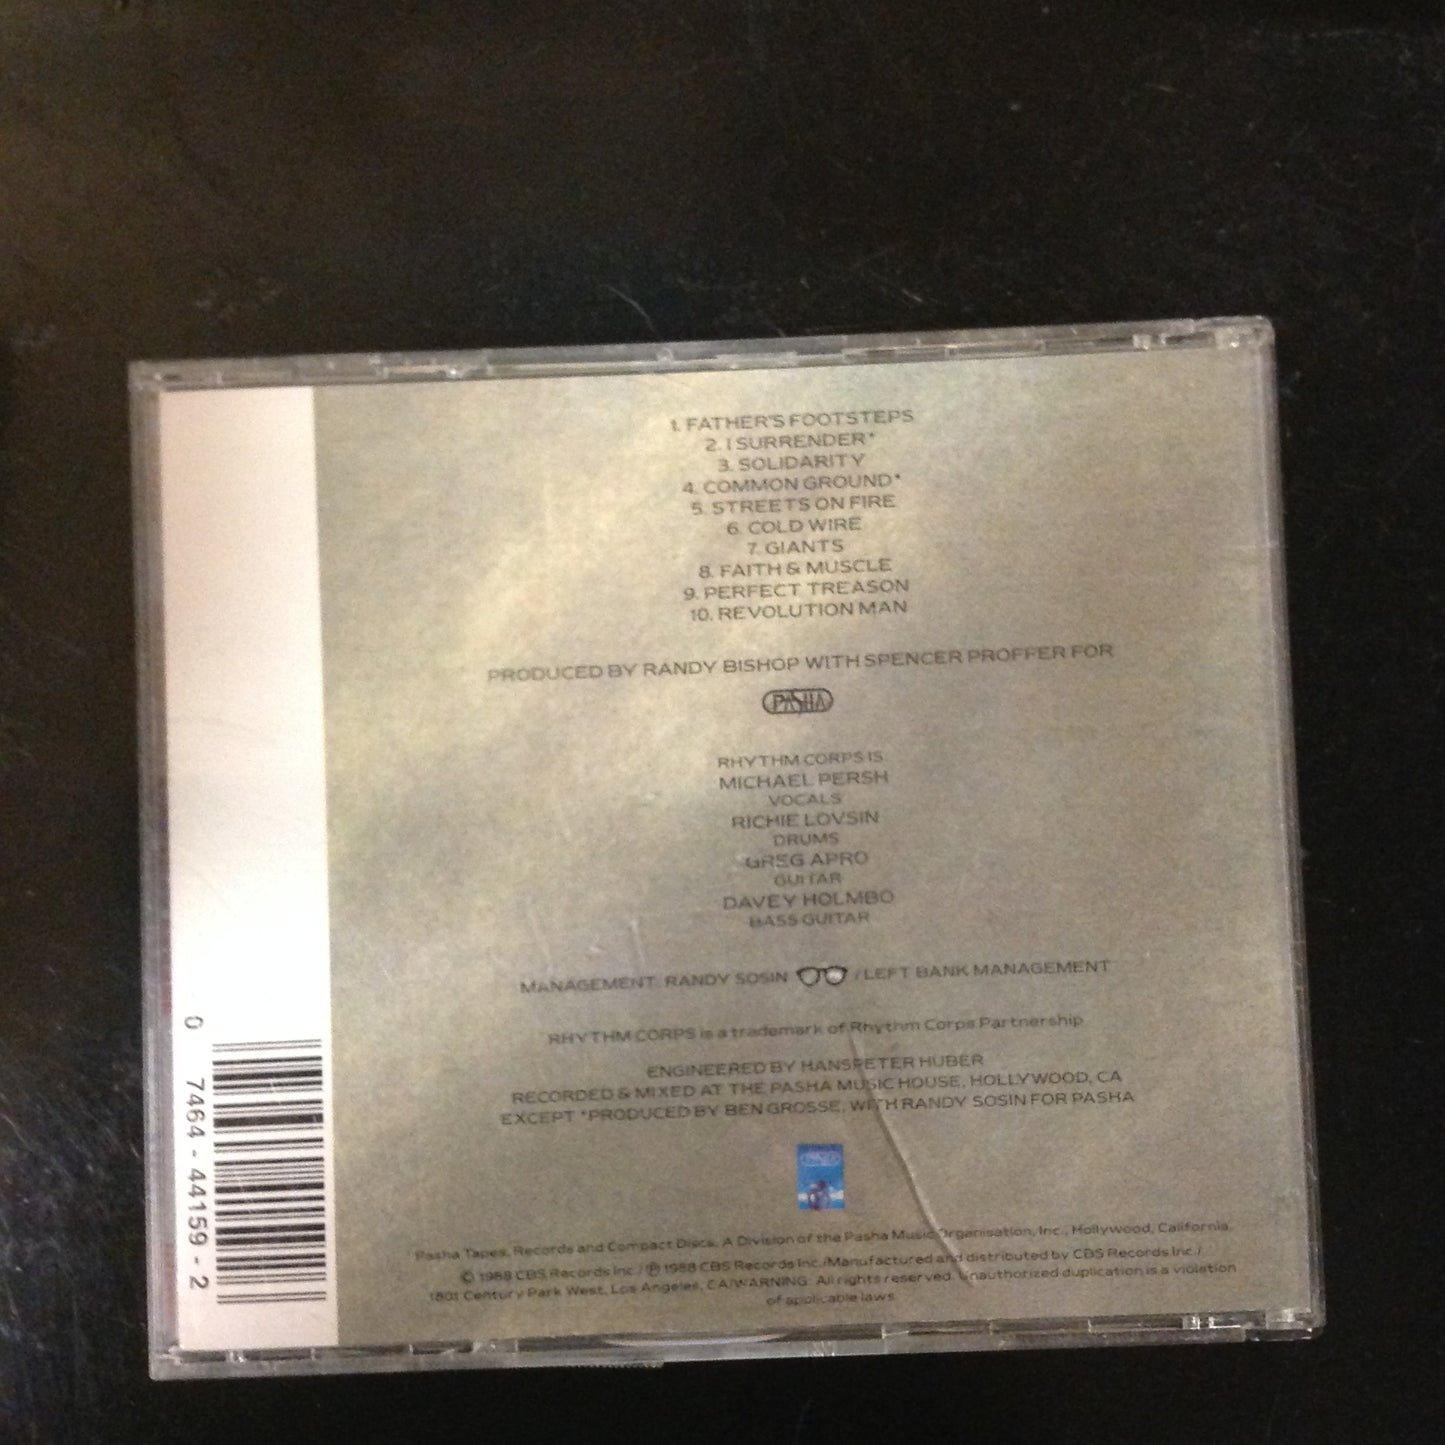 1. FATHER'S FOOTSTEPS
2. I SURRENDER*
3. SOLIDARITY
4. COMMON GROUND*
5. STREETS ON FIRE
6. COLD WIRE
7. GIANTS
8. FAITH & MUSCLE
9. PERFECT TREASON
10. REVOLUTION MAN
PRODUCED BY RANDY BISHOP WITH SPENCER PROFFER FOR
PASHA
RHYTHM CORPS IS
MICHAEL PERSH
VOCALS
RICHIE LOVSIN
DRUMS
GREG APRO
GUITAR
DAVEY HOLMBO
BASS GUITAR
MANAGEMENT: RANDY SOSIN / LEFT BANK MANAGEMENT
RHYTHM CORPS is a trademark of Rhythm Corps Partnership
ENGINEERED BY HANSPETER HUBER
RECORDED & MIXED AT THE PASHA MUSIC HOUSE, HOLLYWOOD, CA
EXCEPT *PRODUCED BY BEN GROSSE, WITH RANDY SOSIN FOR PASHA
Pasha Tapes, Records and Compact Discs, A Division of the Pasha Music Organisation, Inc., Hollywood, California.
© 1988 CBS Records Inc./ ℗ 1988 CBS Records Inc./Manufactured and distributed by CBS Records Inc./
1801 Century Park West, Los Angeles, CA/WARNING: All rights reserved. Unauthorized duplication is a violation
of applicable laws.
0 7464-44159-2